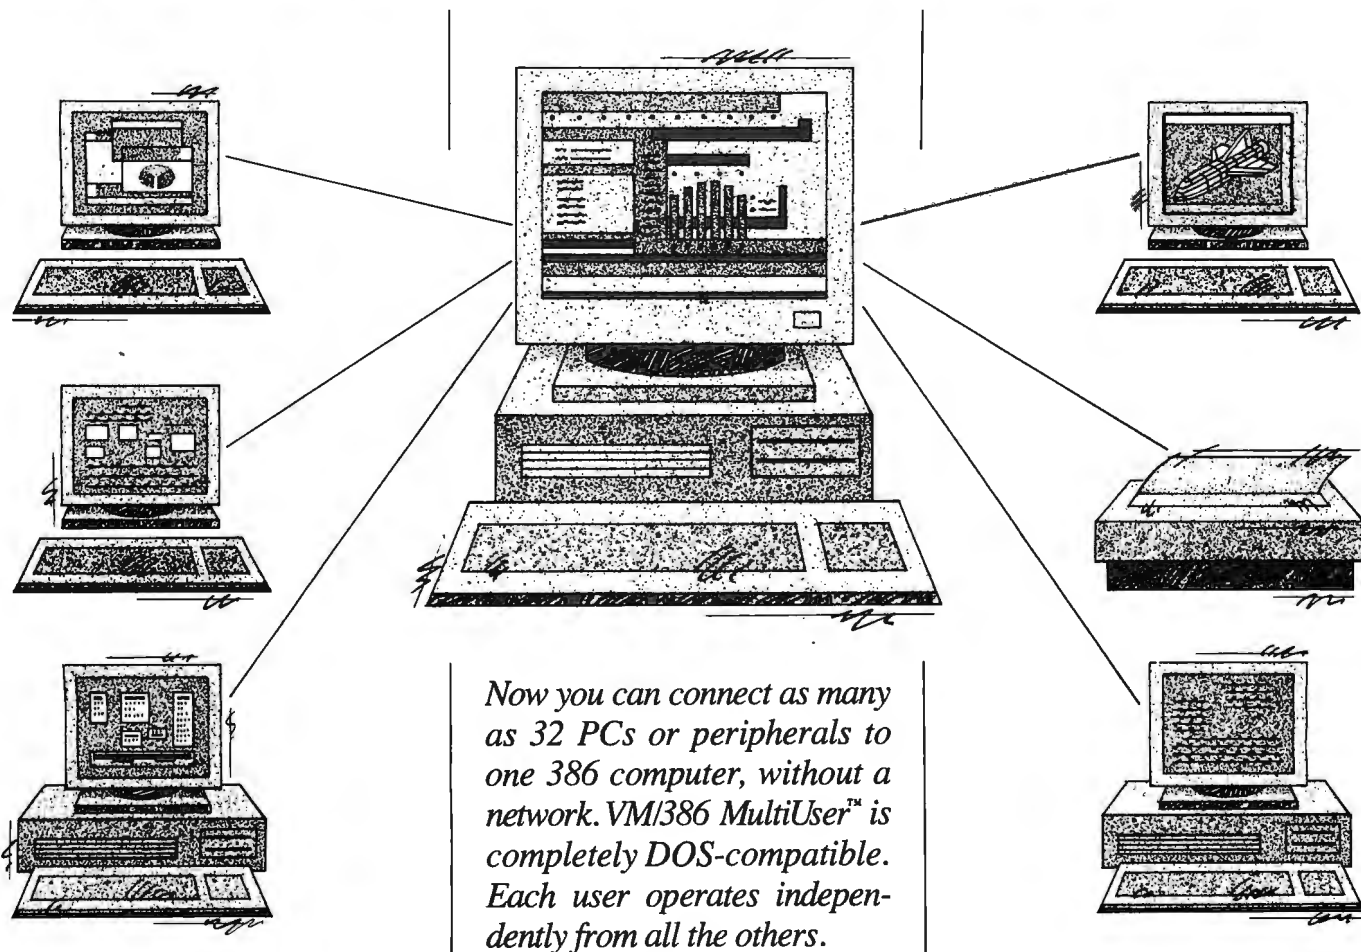 Now you can connect as many
as 32 PCs or peripherals to
one 386 computer, without a
network. VM/386 MultiUser™ is
completely DOS-compatible.
Each user operates indepen-
dently from all the others.